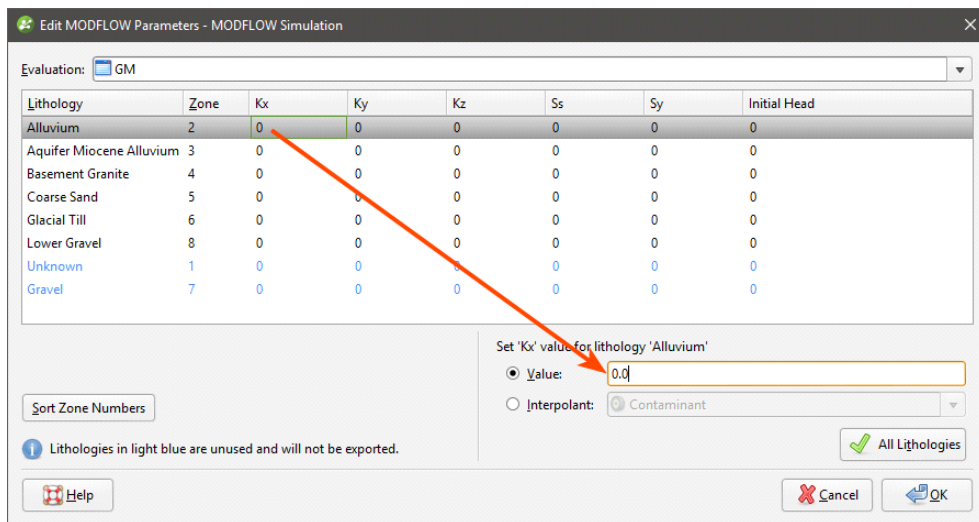 Edit MODFLOW Parameters - MODFLOW Simulation
Evaluation: GM
Lithology Zone Kx Ky Kz Ss Sy Initial Head
Alluvium 2 0 0 0 0 0 0
Aquifer Miocene Alluvium 3 0 0 0 0 0 0
Basement Granite 4 0 0 0 0 0 0
Coarse Sand 5 0 0 0 0 0 0
Glacial Till 6 0 0 0 0 0 0
Lower Gravel 8 0 0 0 0 0 0
Unknown 1 0 0 0 0 0 0
Gravel 7 0 0 0 0 0 0
Set 'Kx' value for lithology 'Alluvium'
Value: 0.0
Interpolant: Contaminant
Sort Zone Numbers
All Lithologies
Lithologies in light blue are unused and will not be exported.
Help
Cancel
OK